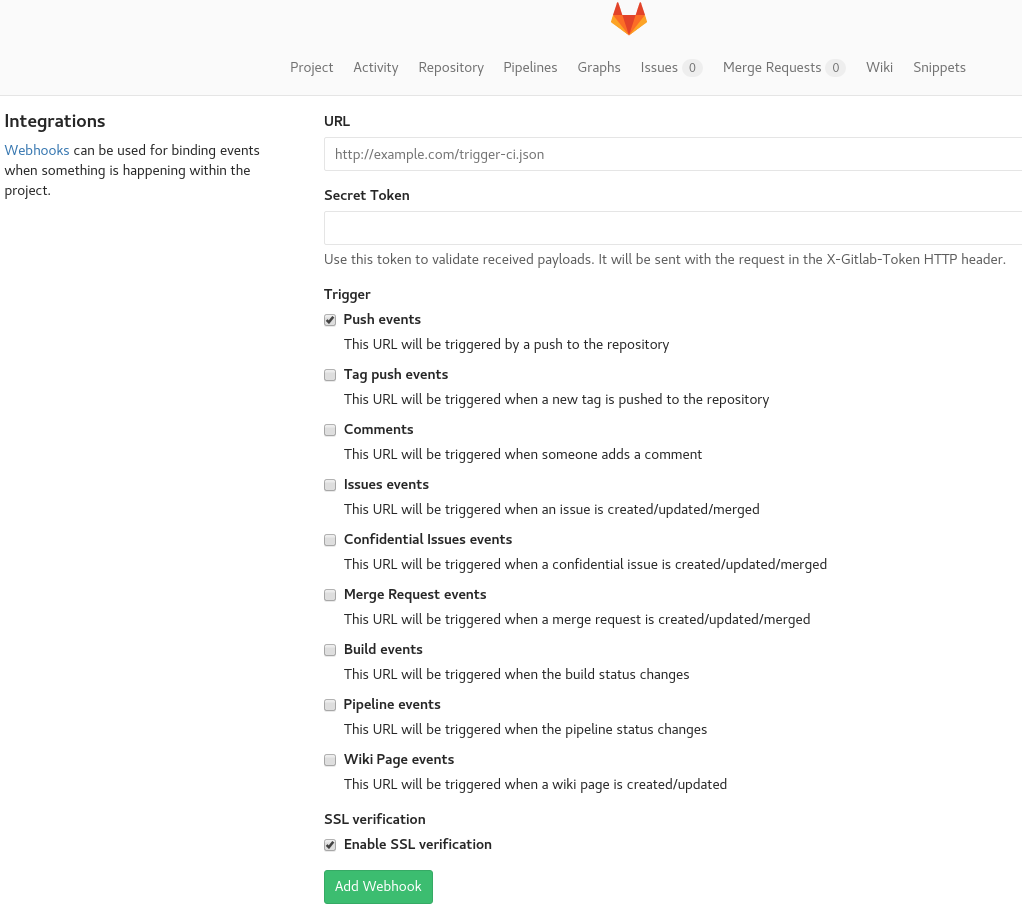 Project Activity Repository Pipelines Graphs Issues 0 Merge Requests 0 Wiki Snippets
Integrations
Webhooks can be used for binding events
when something is happening within the
project.
URL
http://example.com/trigger-ci.json
Secret Token
Use this token to validate received payloads. It will be sent with the request in the X-Gitlab-Token HTTP header.
Trigger
Push events
This URL will be triggered by a push to the repository
Tag push events
This URL will be triggered when a new tag is pushed to the repository
Comments
This URL will be triggered when someone adds a comment
Issues events
This URL will be triggered when an issue is created/updated/merged
Confidential Issues events
This URL will be triggered when a confidential issue is created/updated/merged
Merge Request events
This URL will be triggered when a merge request is created/updated/merged
Build events
This URL will be triggered when the build status changes
Pipeline events
This URL will be triggered when the pipeline status changes
Wiki Page events
This URL will be triggered when a wiki page is created/updated
SSL verification
Enable SSL verification
Add Webhook